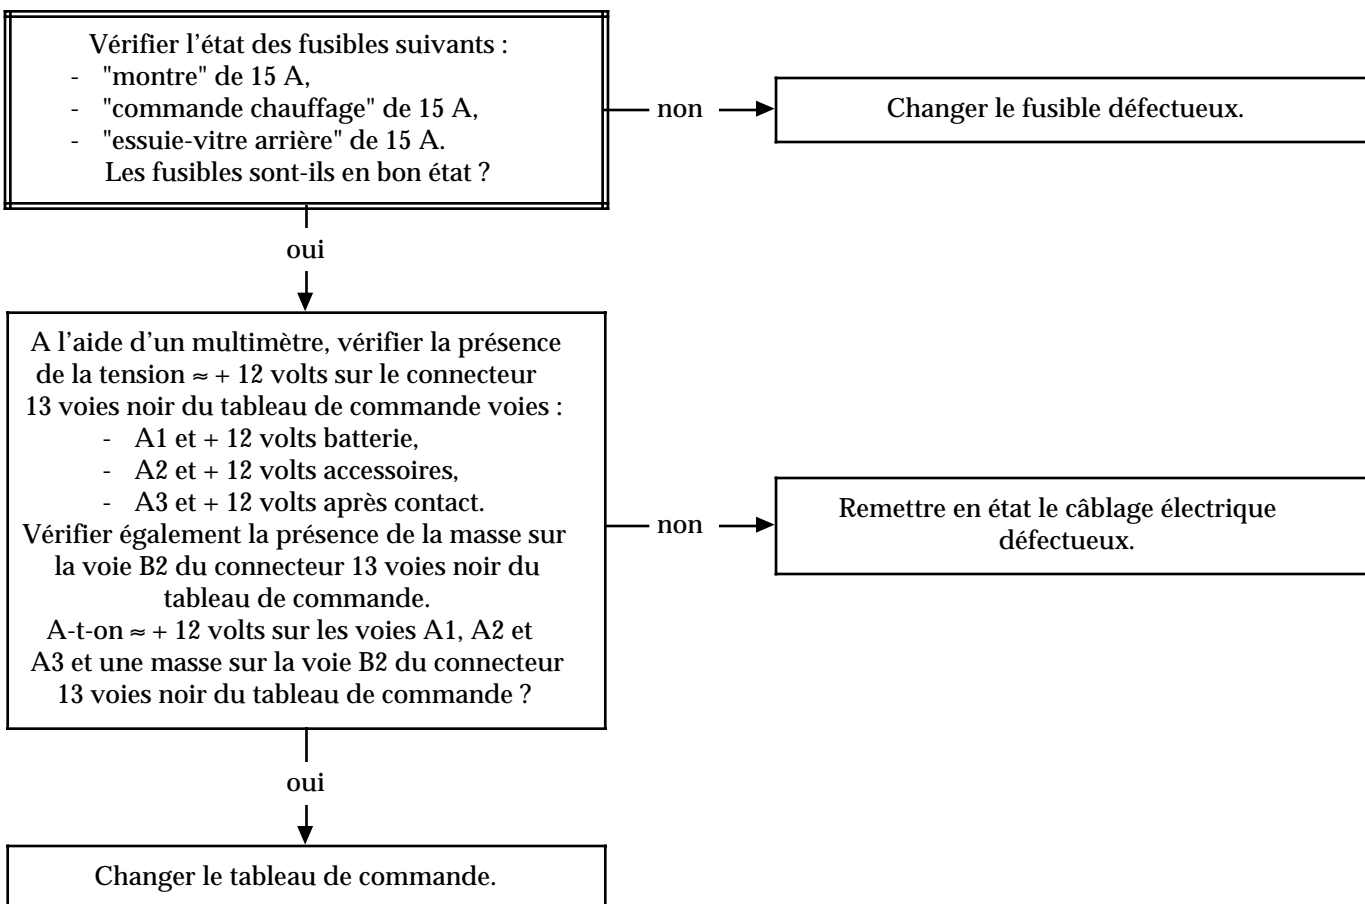 Vérifier l'état des fusibles suivants :
- "montre" de 15 A,
- "commande chauffage" de 15 A,
- "essuie-vitre arrière" de 15 A.
Les fusibles sont-ils en bon état ?
non
Changer le fusible défectueux.
oui
A l'aide d'un multimètre, vérifier la présence
de la tension ≈ + 12 volts sur le connecteur
13 voies noir du tableau de commande voies :
- A1 et + 12 volts batterie,
- A2 et + 12 volts accessoires,
- A3 et + 12 volts après contact.
Vérifier également la présence de la masse sur
la voie B2 du connecteur 13 voies noir du
tableau de commande.
A-t-on ≈ + 12 volts sur les voies A1, A2 et
A3 et une masse sur la voie B2 du connecteur
13 voies noir du tableau de commande ?
non
Remettre en état le câblage électrique
défectueux.
oui
Changer le tableau de commande.